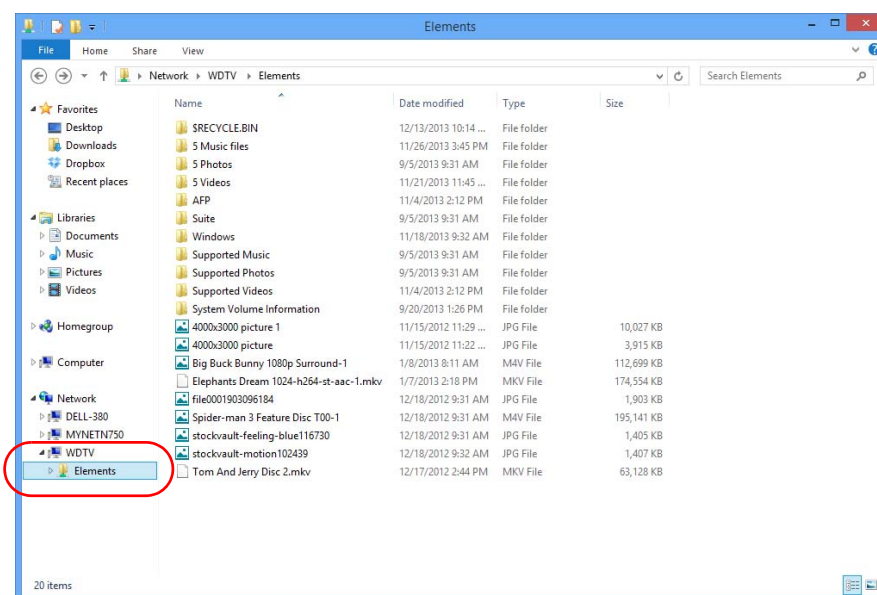 Elements
File Home Share View
Network WDTV Elements
Search Elements
Favorites
Desktop
Downloads
Dropbox
Recent places
Libraries
Documents
Music
Pictures
Videos
Homegroup
Computer
Network
DELL-380
MYNETN750
WDTV
Elements
Name Date modified Type Size
$RECYCLE.BIN 12/13/2013 10:14 ... File folder
5 Music files 11/26/2013 3:45 PM File folder
5 Photos 9/5/2013 9:31 AM File folder
5 Videos 11/21/2013 11:45 ... File folder
AFP 11/4/2013 2:12 PM File folder
Suite 9/5/2013 9:31 AM File folder
Windows 11/18/2013 9:32 AM File folder
Supported Music 9/5/2013 9:31 AM File folder
Supported Photos 9/5/2013 9:31 AM File folder
Supported Videos 11/4/2013 2:12 PM File folder
System Volume Information 9/20/2013 1:26 PM File folder
4000x3000 picture 1 11/15/2012 11:29 ... JPG File 10,027 KB
4000x3000 picture 11/15/2012 11:22 ... JPG File 3,915 KB
Big Buck Bunny 1080p Surround-1 1/8/2013 8:11 AM M4V File 112,699 KB
Elephants Dream 1024-h264-st-aac-1.mkv 1/7/2013 2:18 PM MKV File 174,554 KB
file0001903096184 12/18/2012 9:31 AM JPG File 1,903 KB
Spider-man 3 Feature Disc T00-1 12/18/2012 9:31 AM M4V File 195,141 KB
stockvault-feeling-blue116730 12/18/2012 9:31 AM JPG File 1,405 KB
stockvault-motion102439 12/18/2012 9:32 AM JPG File 1,407 KB
Tom And Jerry Disc 2.mkv 12/17/2012 2:44 PM MKV File 63,128 KB
20 items